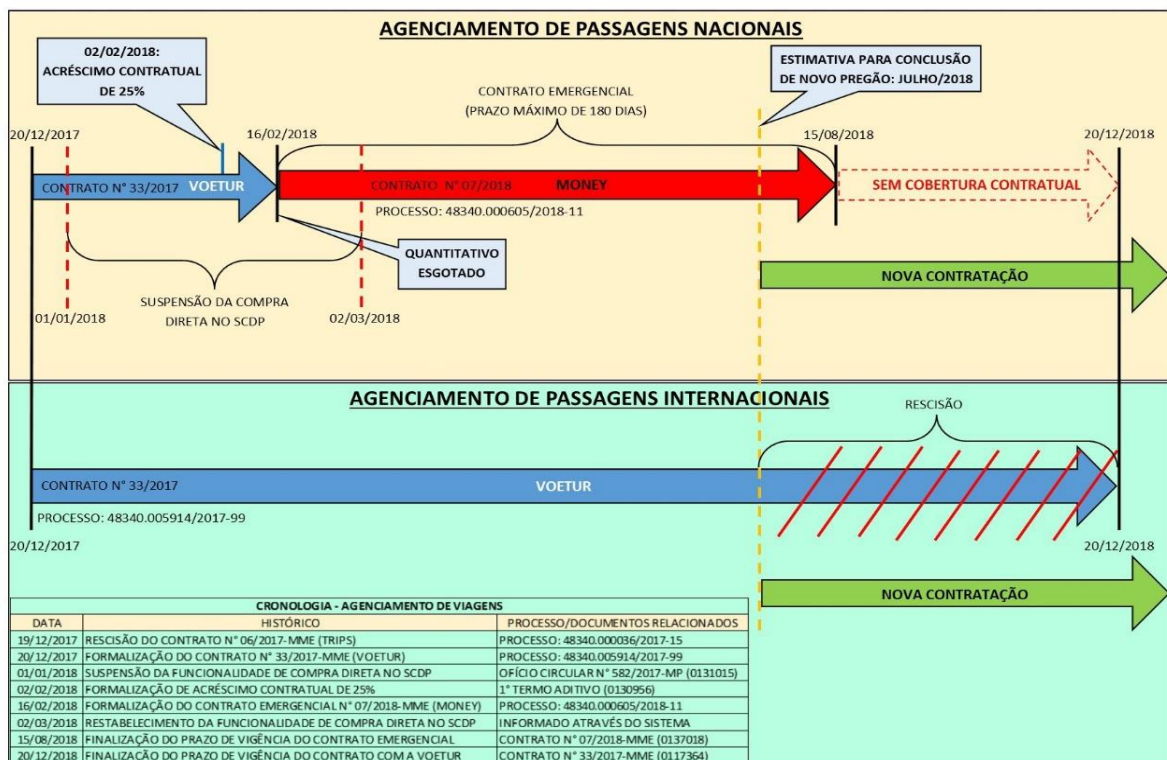 AGENCIAMENTO DE PASSAGENS NACIONAIS
02/02/2018:
ACRÉSCIMO CONTRATUAL
DE 25%
ESTIMATIVA PARA CONCLUSÃO
DE NOVO PREGÃO: JULHO/2018
CONTRATO EMERGENCIAL
(PRAZO MÁXIMO DE 180 DIAS)
20/12/2017
16/02/2018
15/08/2018
20/12/2018
CONTRATO N° 33/2017 VOETUR
CONTRATO N° 07/2018 MONEY
SEM COBERTURA CONTRATUAL
PROCESSO: 48340.000605/2018-11
QUANTITATIVO
ESGOTADO
NOVA CONTRATAÇÃO
SUSPENSÃO DA COMPRA
DIRETA NO SCDP
01/01/2018
02/03/2018
AGENCIAMENTO DE PASSAGENS INTERNACIONAIS
RESCISÃO
CONTRATO N° 33/2017
VOETUR
PROCESSO: 48340.005914/2017-99
20/12/2017
20/12/2018
NOVA CONTRATAÇÃO
CRONOLOGIA - AGENCIAMENTO DE VIAGENS
DATA HISTÓRICO PROCESSO/DOCUMENTOS RELACIONADOS
19/12/2017 RESCISÃO DO CONTRATO N° 06/2017-MME (TRIPS) PROCESSO: 48340.000036/2017-15
20/12/2017 FORMALIZAÇÃO DO CONTRATO N° 33/2017-MME (VOETUR) PROCESSO: 48340.005914/2017-99
01/01/2018 SUSPENSÃO DA FUNCIONALIDADE DE COMPRA DIRETA NO SCDP OFÍCIO CIRCULAR N° 582/2017-MP (0131015)
02/02/2018 FORMALIZAÇÃO DE ACRÉSCIMO CONTRATUAL DE 25% 1° TERMO ADITIVO (0130956)
16/02/2018 FORMALIZAÇÃO DO CONTRATO EMERGENCIAL N° 07/2018-MME (MONEY) PROCESSO: 48340.000605/2018-11
02/03/2018 RESTABELECIMENTO DA FUNCIONALIDADE DE COMPRA DIRETA NO SCDP INFORMADO ATRAVÉS DO SISTEMA
15/08/2018 FINALIZAÇÃO DO PRAZO DE VIGÊNCIA DO CONTRATO EMERGENCIAL CONTRATO N° 07/2018-MME (0137018)
20/12/2018 FINALIZAÇÃO DO PRAZO DE VIGÊNCIA DO CONTRATO COM A VOETUR CONTRATO N° 33/2017-MME (0117364)